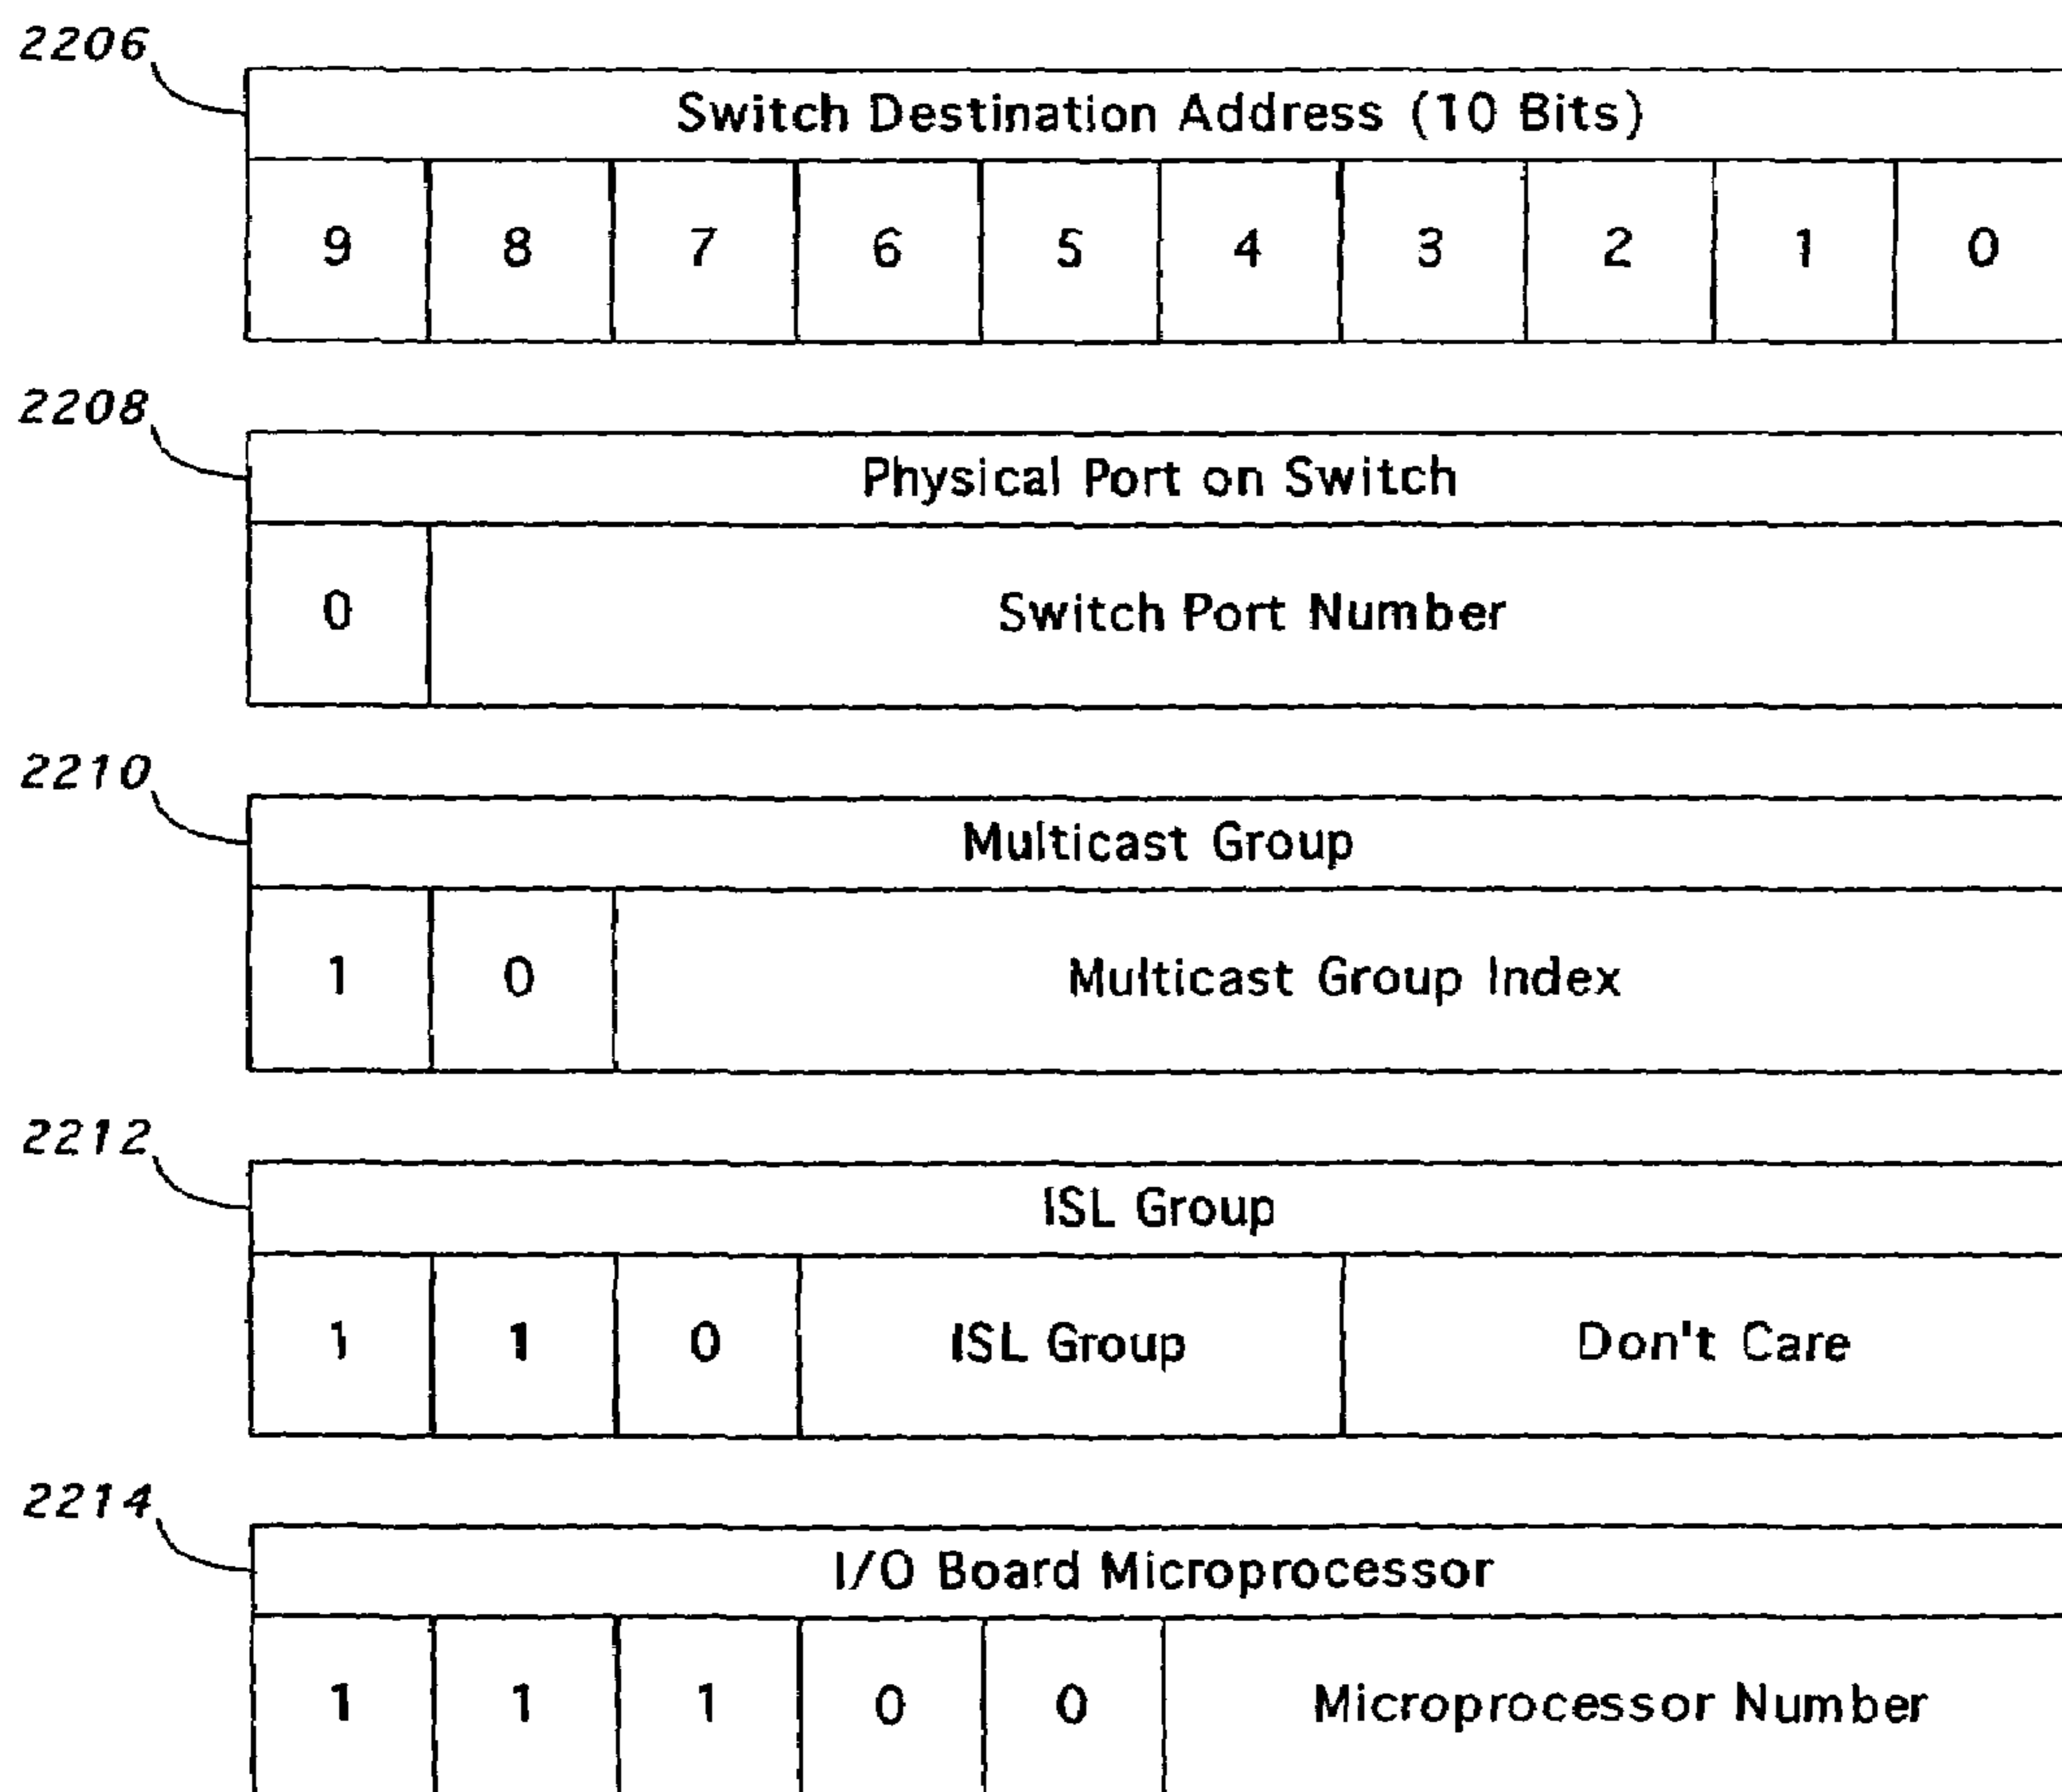 2206
Switch Destination Address (10 Bits)
9 8 7 6 5 4 3 2 1 0
2208
Physical Port on Switch
0 Switch Port Number
2210
Multicast Group
1 0 Multicast Group Index
2212
ISL Group
1 1 0 ISL Group Don't Care
2214
I/O Board Microprocessor
1 1 1 0 0 Microprocessor Number